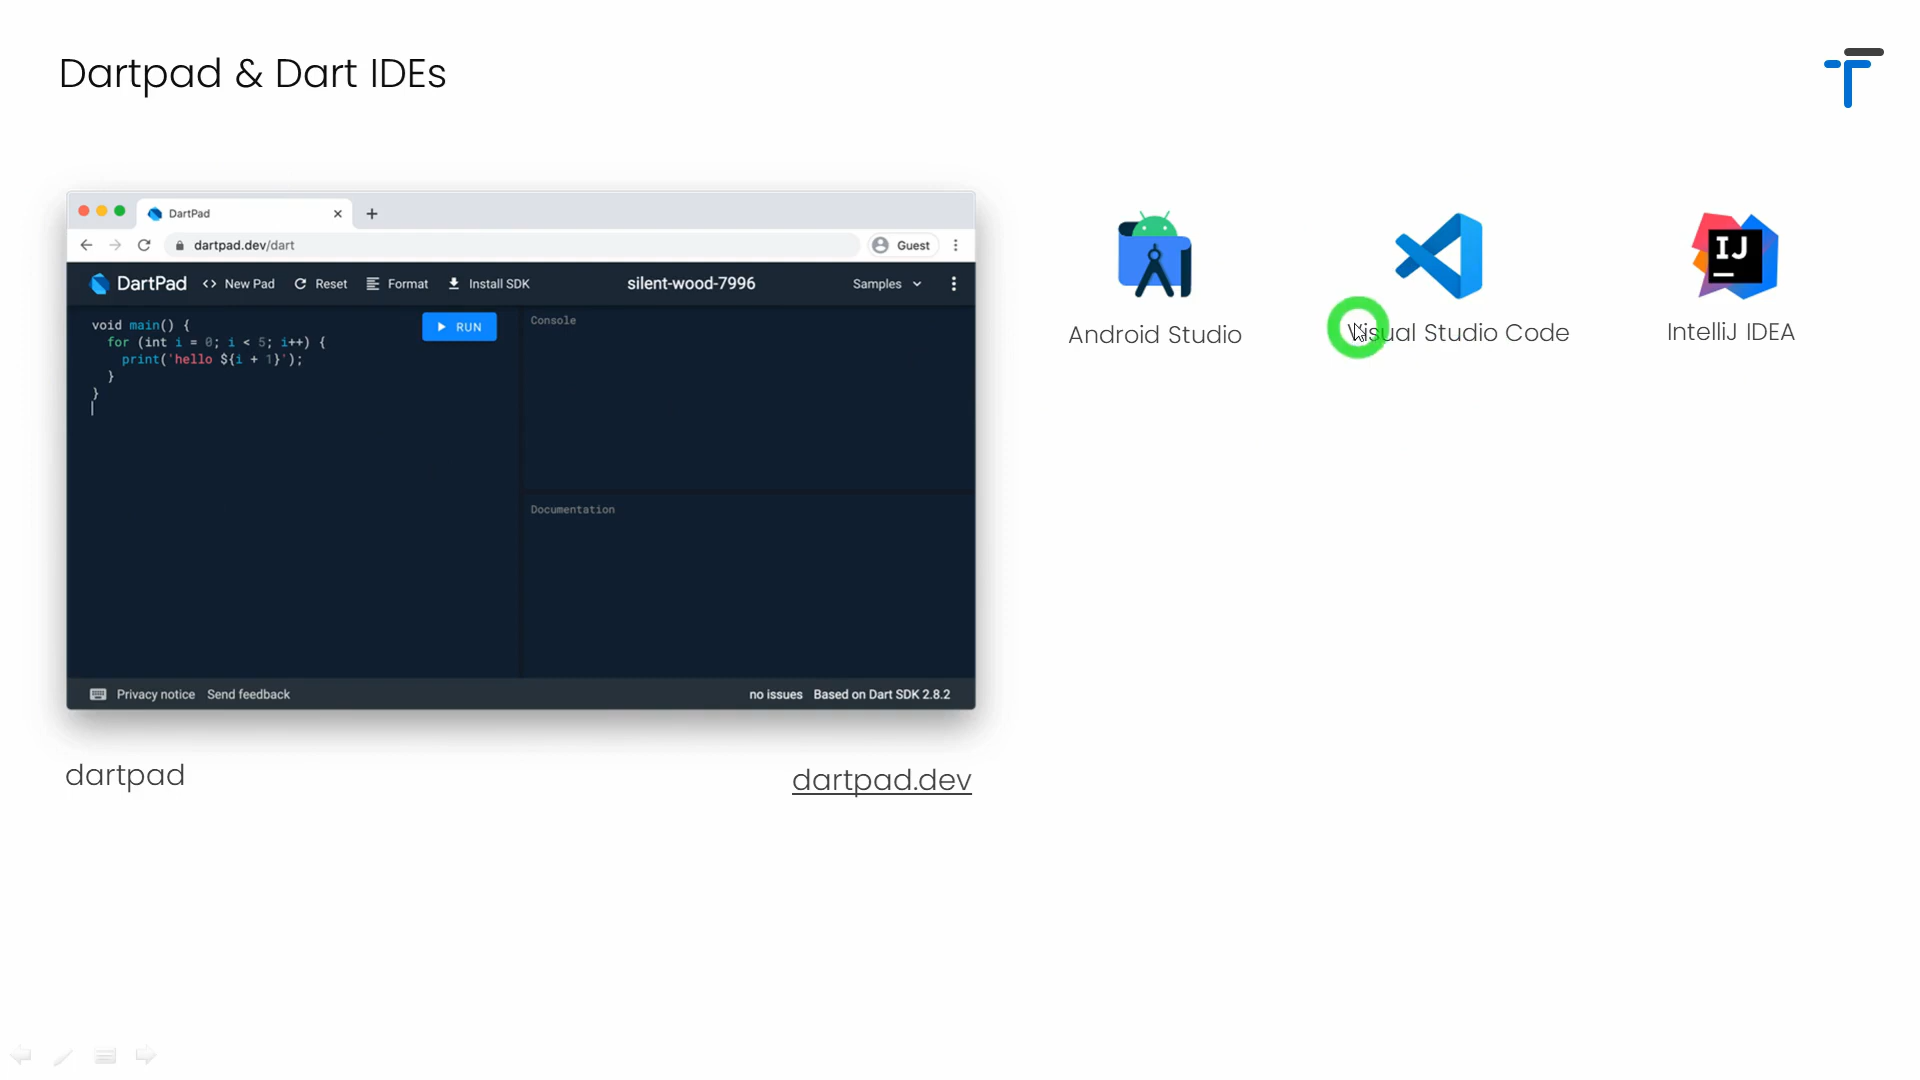 Dartpad & Dart IDEs
DartPad
dartpad.dev/dart
Guest
DartPad
New Pad
Reset
Format
Install SDK
silent-wood-7996
Samples
void main() {
for (int i = 0; i < 5; i++) {
print('hello ${i + 1}');
}
}
RUN
Console
Documentation
Privacy notice
Send feedback
no issues
Based on Dart SDK 2.8.2
dartpad
dartpad.dev
Android Studio
Visual Studio Code
IJ
IntelliJ IDEA